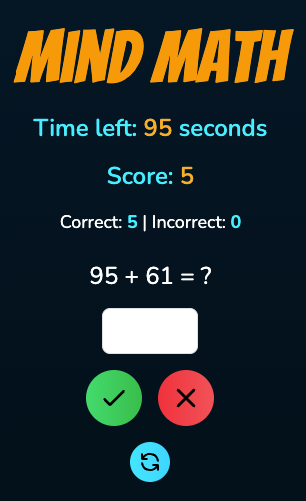 MIND MATH
Time left: 95 seconds
Score: 5
Correct: 5 | Incorrect: 0
95 + 61 = ?